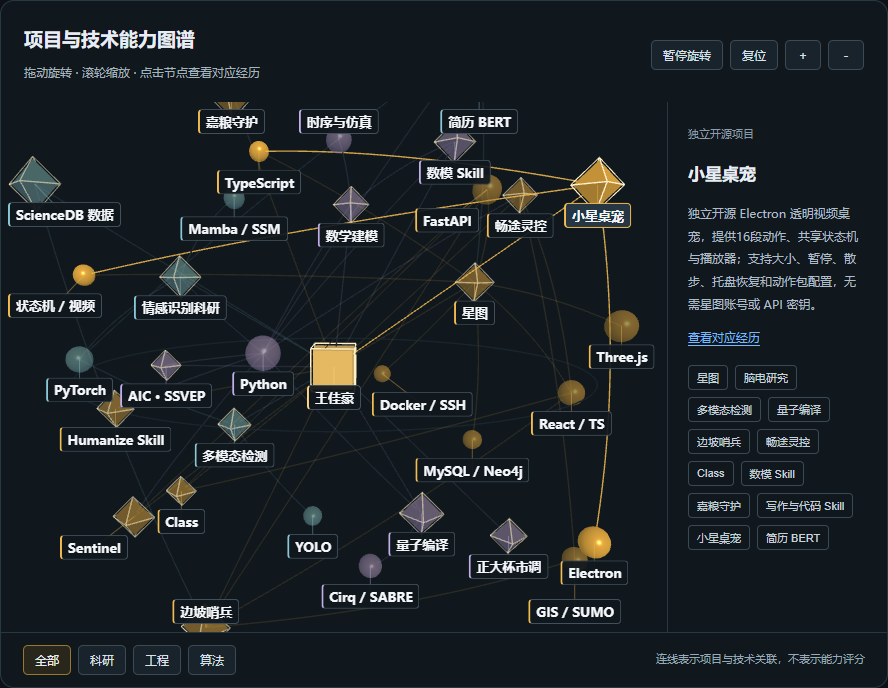 项目与技术能力图谱
拖动旋转 · 滚轮缩放 · 点击节点查看对应经历
暂停旋转
复位
+
-
嘉粮守护
时序与仿真
简历 BERT
TypeScript
数模 Skill
ScienceDB 数据
Mamba / SSM
数学建模
FastAPI
畅途灵控
小星桌宠
状态机 / 视频
情感识别科研
星图
Three.js
PyTorch
AIC • SSVEP
Python
王佳豪
Docker / SSH
React / TS
Humanize Skill
多模态检测
MySQL / Neo4j
Sentinel
Class
YOLO
量子编译
正大杯市调
Electron
Cirq / SABRE
边坡哨兵
GIS / SUMO
独立开源项目
小星桌宠
独立开源 Electron 透明视频桌
宠，提供16段动作、共享状态机
与播放器；支持大小、暂停、散
步、托盘恢复和动作包配置，无
需星图账号或 API 密钥。
查看对应经历
星图
脑电研究
多模态检测
量子编译
边坡哨兵
畅途灵控
Class
数模 Skill
嘉粮守护
写作与代码 Skill
小星桌宠
简历 BERT
全部
科研
工程
算法
连线表示项目与技术关联，不表示能力评分